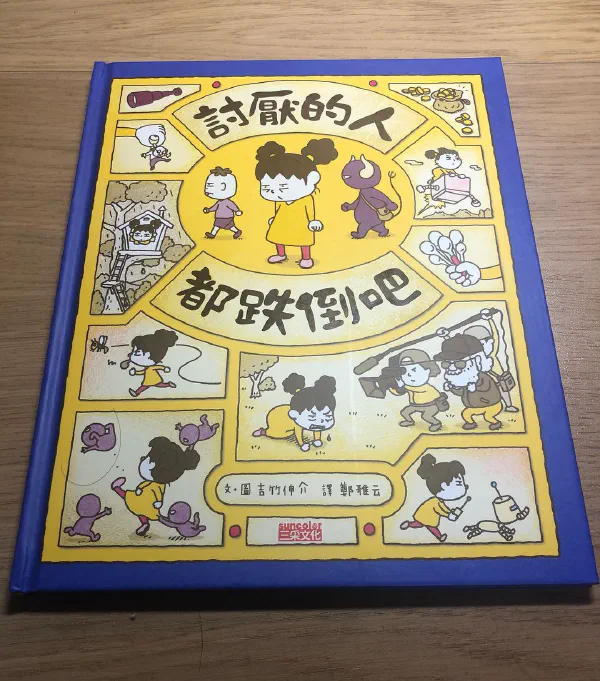 討厭的人
都跌倒吧
文・圖 吉竹伸介 譯 鄭雅云
suncolor
三采文化